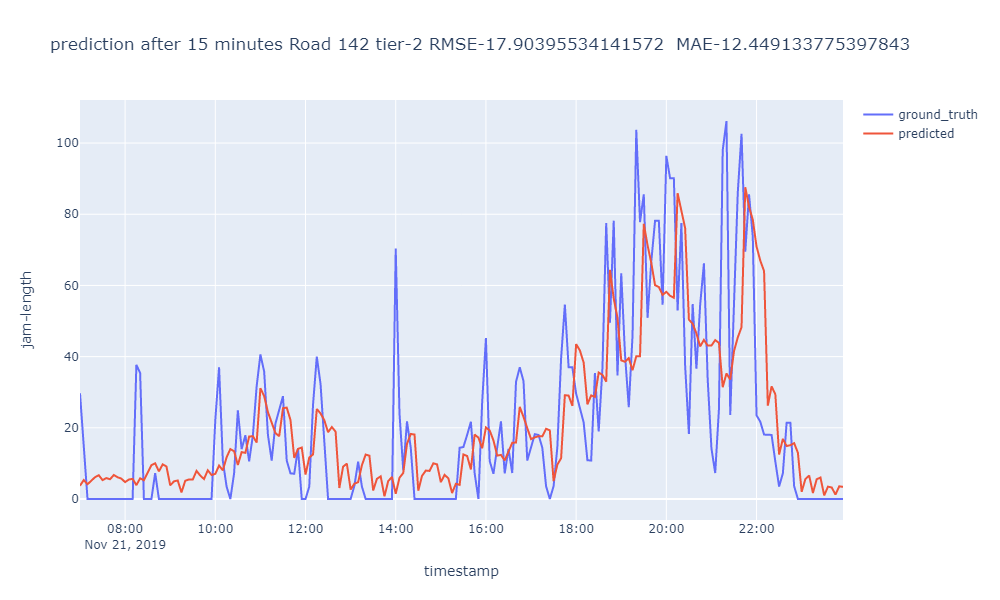 prediction after 15 minutes Road 142 tier-2 RMSE-17.90395534141572  MAE-12.449133775397843
ground_truth
predicted
100
80
60
40
20
0
jam-length
08:00 10:00 12:00 14:00 16:00 18:00 20:00 22:00
Nov 21, 2019
timestamp